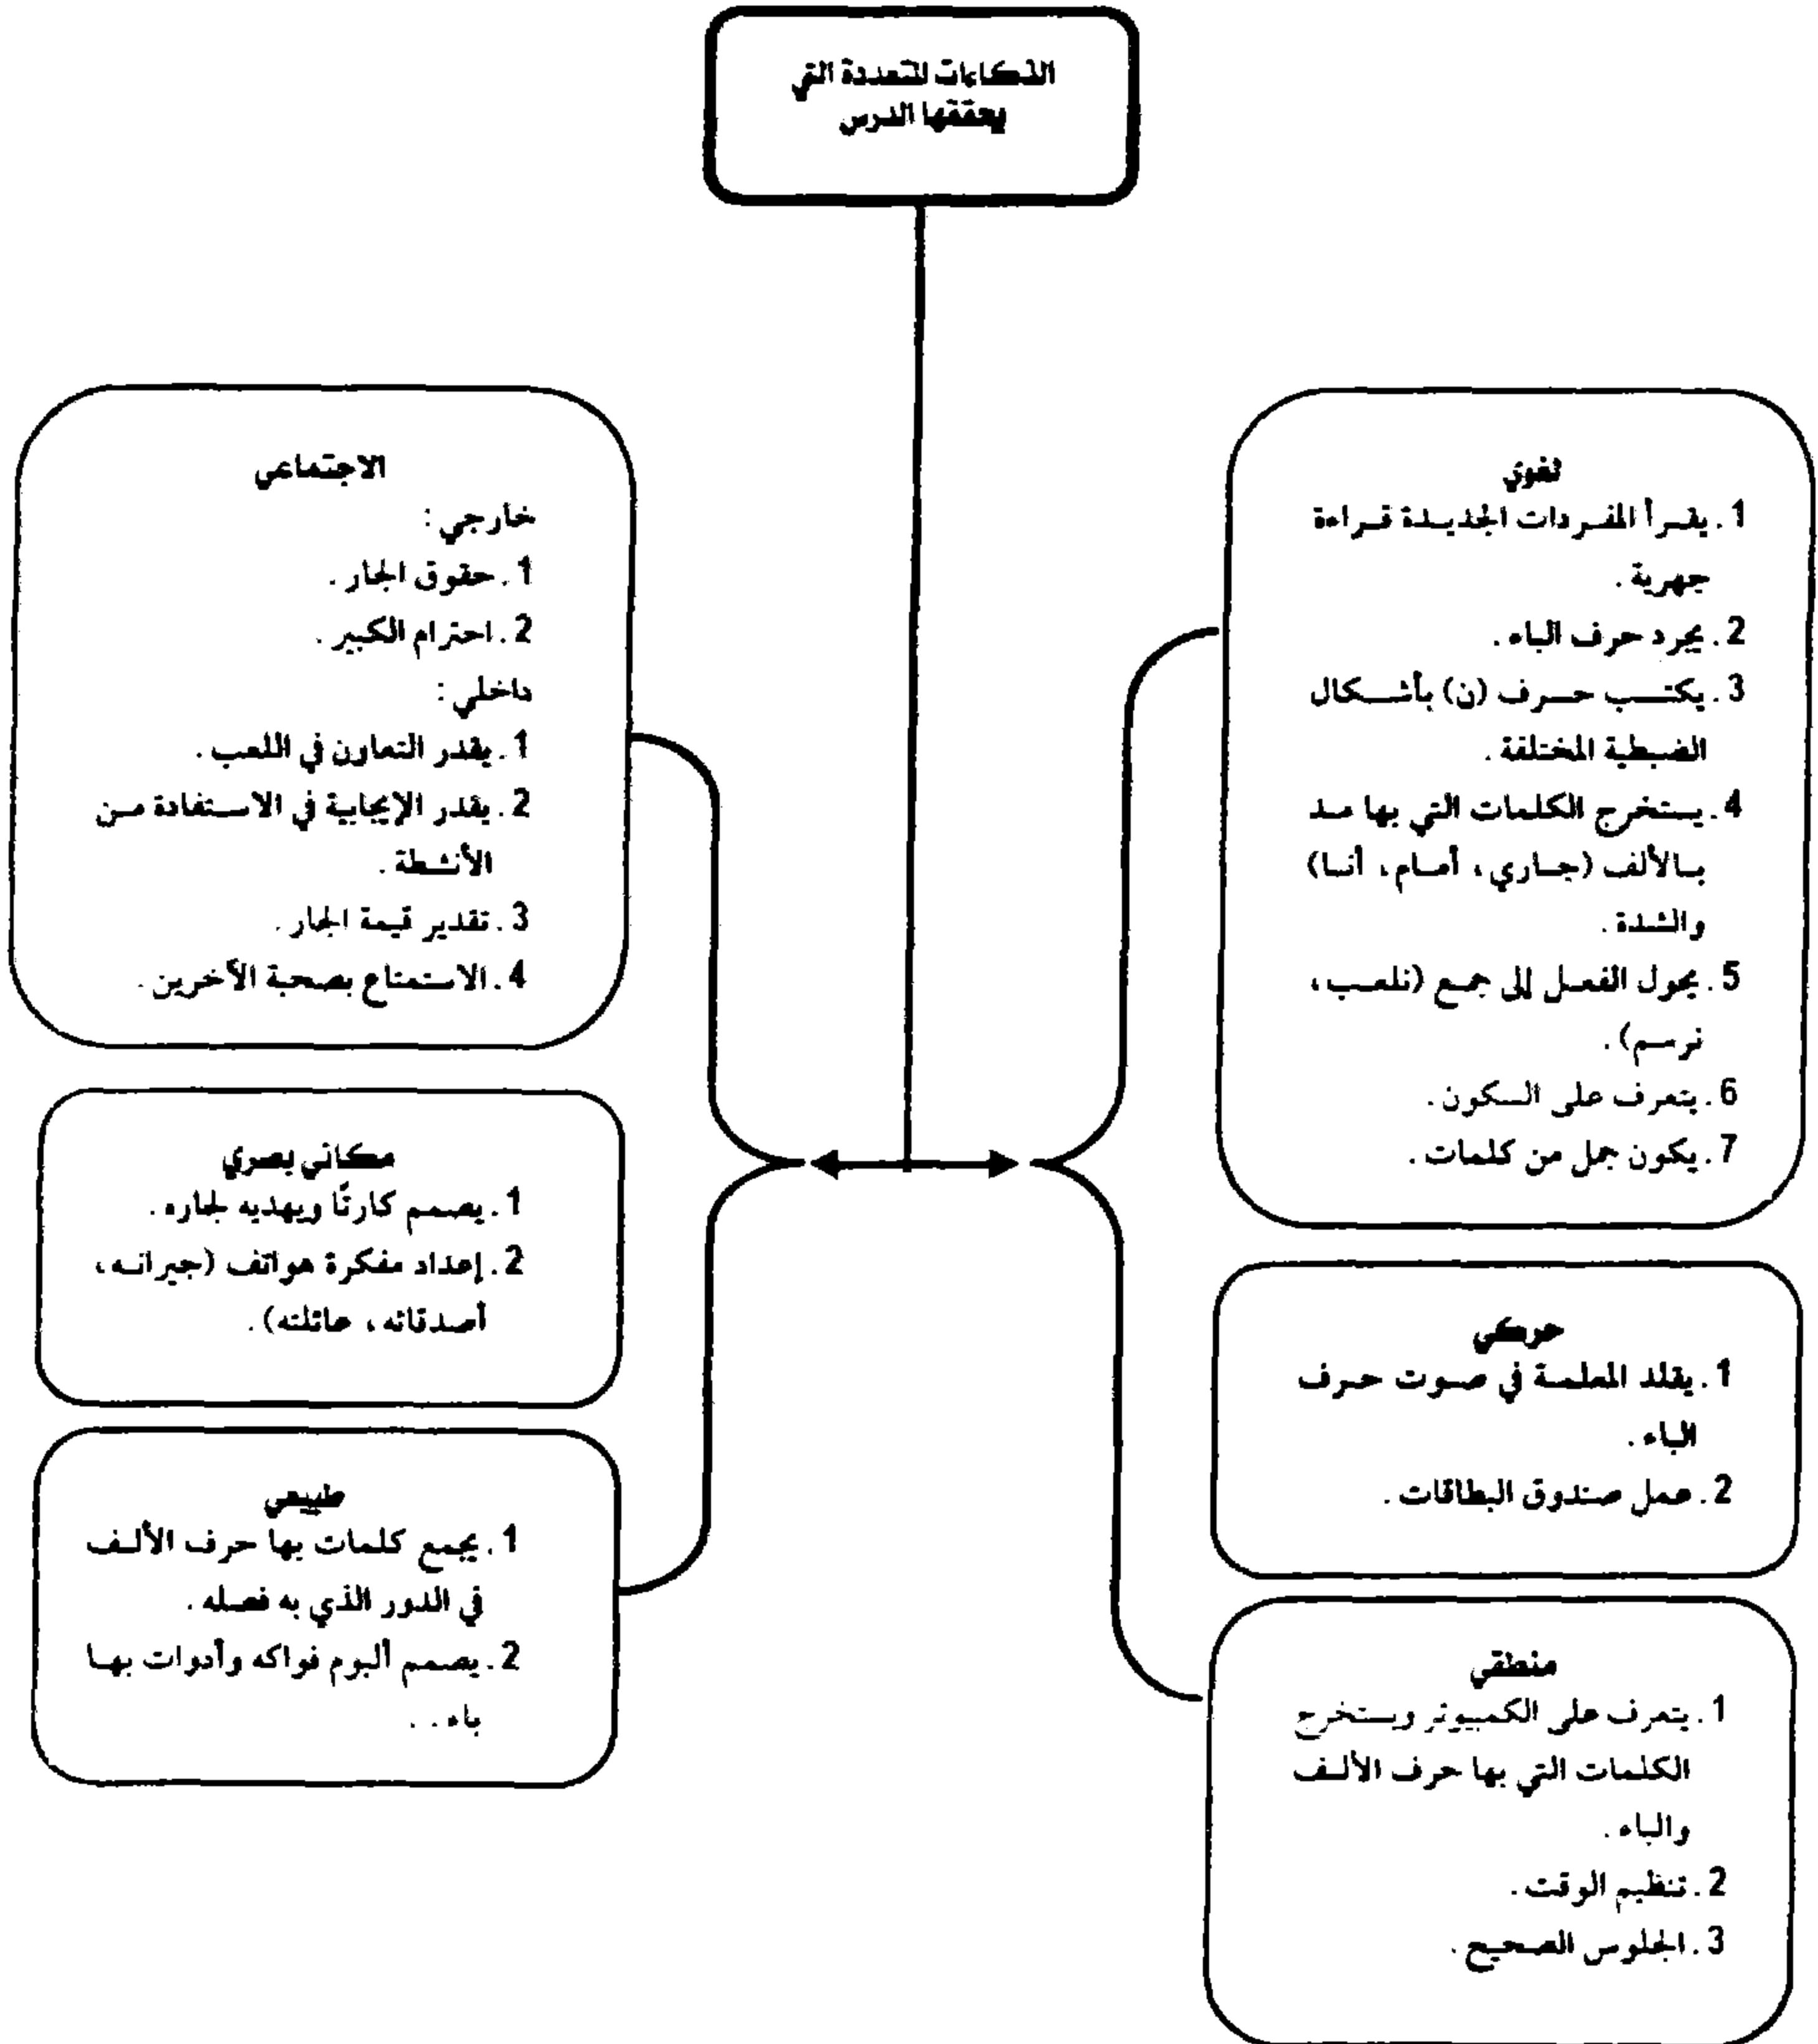 الذكاءات المتعددة التي
يحققها الدرس
لغوي
1. يقرأ المفردات الجديدة قراءة
جهرية.
2. يجرد حرف الباء.
3. يكتب حرف (ن) بأشكال
الضبطية المختلفة.
4. يستخرج الكلمات التي بها مد
بالألف (جاري، أمام، أنا)
والشدة.
5. يحول الفعل إلى جمع (نلعب،
نرسم).
6. يتعرف على السكون.
7. يكون جمل من كلمات.
حركي
1. يقلد المعلمة في صوت حرف
الباء.
2. عمل صندوق البطاقات.
منطقي
1. يتعرف على الكمبيوتر ويستخرج
الكلمات التي بها حرف الألف
والباء.
2. تنظيم الوقت.
3. الجلوس الصحيح.
الاجتماعي
خارجي:
1. حقوق الجار.
2. احترام الكبير.
داخلي:
1. يقدر التعاون في اللعب.
2. يقدر الإيجابية في الاستفادة من
الأنشطة.
3. تقدير قيمة الجار.
4. الاستمتاع بصحبة الآخرين.
مكاني بصري
1. يصمم كارتًا ويهديه لجاره.
2. إعداد مفكرة هواتف (جيرانه،
أصدقائه، عائلته).
طبيعي
1. يجمع كلمات بها حرف الألف
في الدور الذي به فصله.
2. يصمم ألبوم فواكه وأدوات بها
باء..